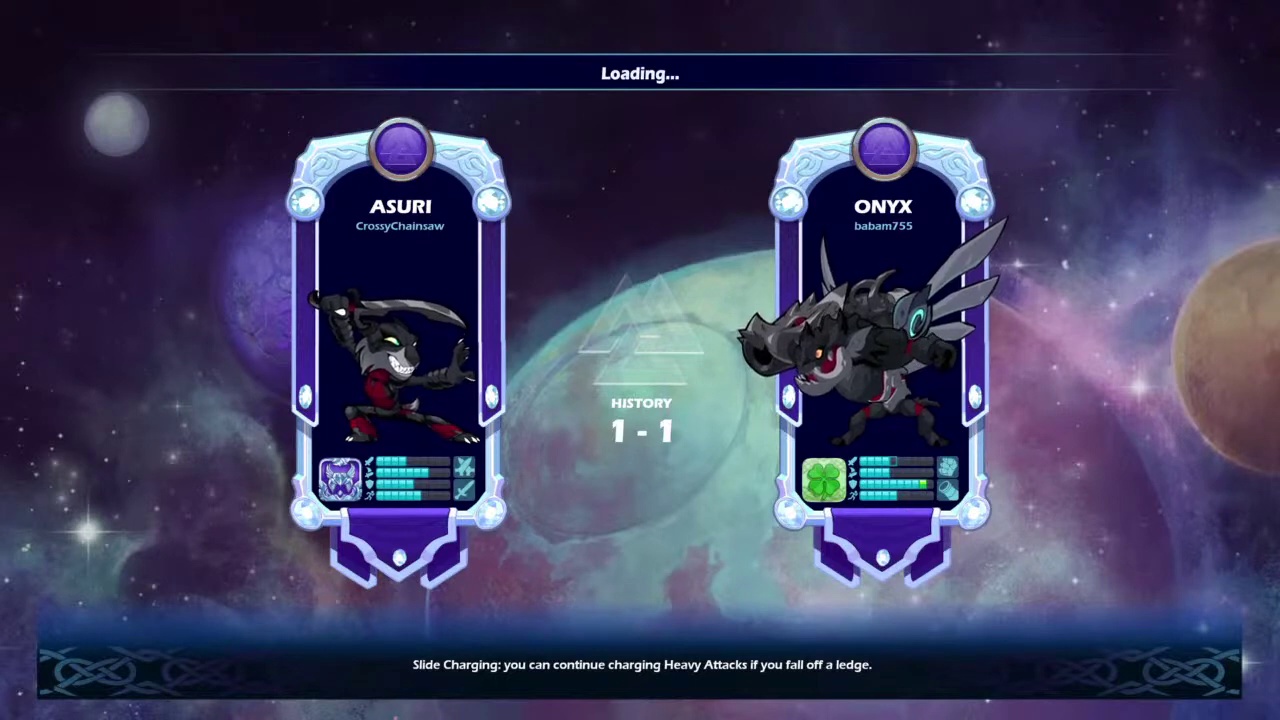 Loading...
ASURI
CrossyChainsaw
ONYX
babam755
HISTORY
1 - 1
Slide Charging: you can continue charging Heavy Attacks if you fall off a ledge.